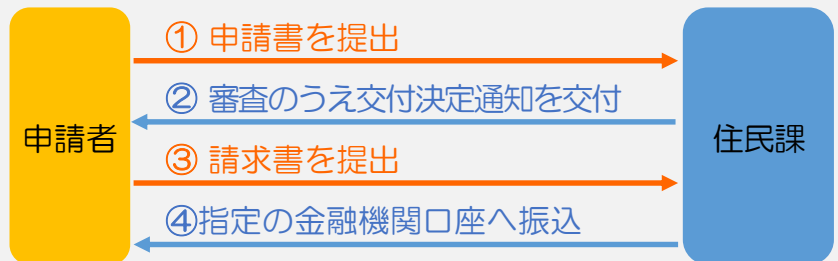 ① 申請書を提出
② 審査のうえ交付決定通知を交付
申請者
住民課
③ 請求書を提出
④指定の金融機関口座へ振込